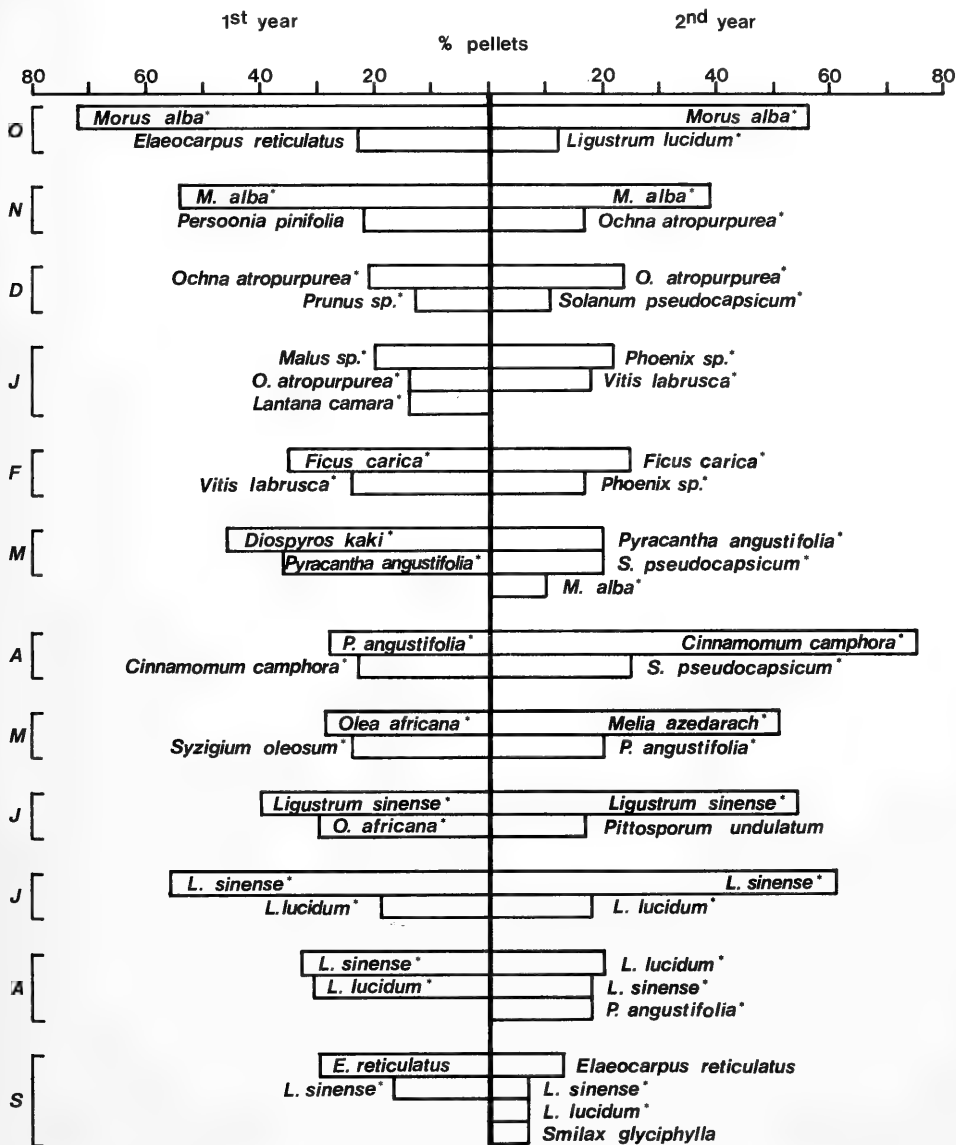 1st year 2nd year
% pellets
80 60 40 20 20 40 60 80
O
Morus alba* Morus alba*
Elaeocarpus reticulatus Ligustrum lucidum*
N
M. alba* M. alba*
Persoonia pinifolia Ochna atropurpurea*
D
Ochna atropurpurea* O. atropurpurea*
Prunus sp.* Solanum pseudocapsicum*
J
Malus sp.* Phoenix sp.*
O. atropurpurea* Vitis labrusca*
Lantana camara*
F
Ficus carica* Ficus carica*
Vitis labrusca* Phoenix sp.*
M
Diospyros kaki* Pyracantha angustifolia*
Pyracantha angustifolia* S. pseudocapsicum*
M. alba*
A
P. angustifolia* Cinnamomum camphora*
Cinnamomum camphora* S. pseudocapsicum*
M
Olea africana* Melia azedarach*
Syzigium oleosum* P. angustifolia*
J
Ligustrum sinense* Ligustrum sinense*
O. africana* Pittosporum undulatum
J
L. sinense* L. sinense*
L. lucidum* L. lucidum*
A
L. sinense* L. lucidum*
L. lucidum* L. sinense*
P. angustifolia*
S
E. reticulatus Elaeocarpus reticulatus
L. sinense* L. sinense*
L. lucidum*
Smilax glyciphylla